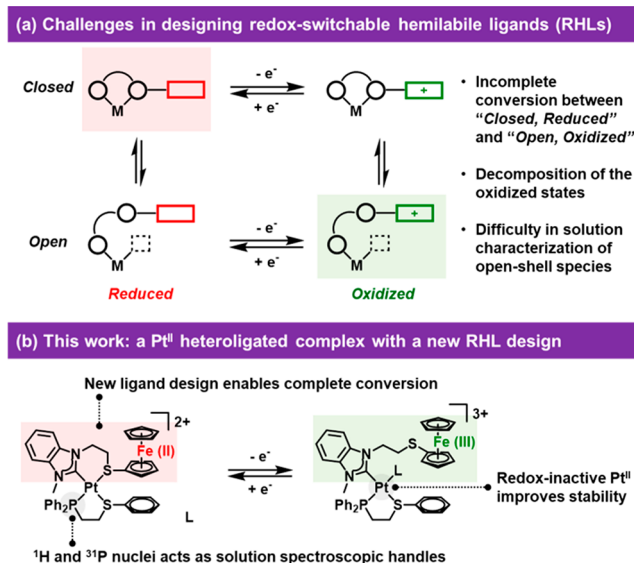 (a) Challenges in designing redox-switchable hemilabile ligands (RHLs)
Closed
M
- e⁻
+ e⁻
+
M
Open
M
- e⁻
+ e⁻
+
M
Reduced
Oxidized
• Incomplete
conversion between
“Closed, Reduced”
and “Open, Oxidized”
• Decomposition of the
oxidized states
• Difficulty in solution
characterization of
open-shell species
(b) This work: a Ptᴵᴵ heteroligated complex with a new RHL design
New ligand design enables complete conversion
2+
Fe (II)
N
N
S
Pt
Ph₂P
S
L
- e⁻
+ e⁻
3+
Fe (III)
N
S
N
L
Pt
Ph₂P
S
Redox-inactive Ptᴵᴵ
improves stability
¹H and ³¹P nuclei acts as solution spectroscopic handles